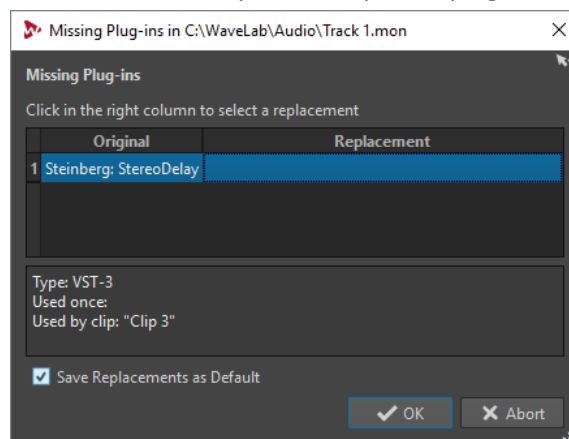 Missing Plug-ins in C:\WaveLab\Audio\Track 1.mon
Missing Plug-ins
Click in the right column to select a replacement
Original Replacement
1 Steinberg: StereoDelay
Type: VST-3
Used once:
Used by clip: "Clip 3"
Save Replacements as Default
OK Abort